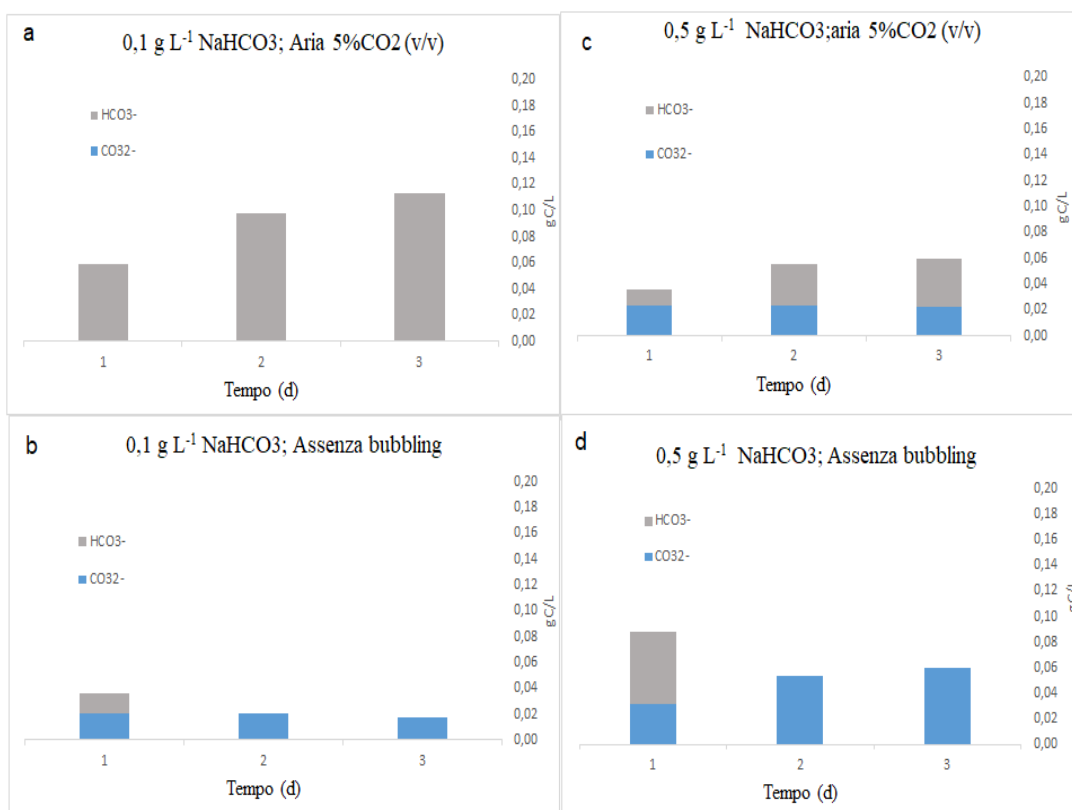 a
0,1 g L⁻¹ NaHCO3; Aria 5%CO2 (v/v)
HCO3-
CO32-
0,20
0,18
0,16
0,14
0,12
0,10
0,08
0,06
0,04
0,02
0,00
gC/L
1 2 3
Tempo (d)
c
0,5 g L⁻¹ NaHCO3;aria 5%CO2 (v/v)
HCO3-
CO32-
0,20
0,18
0,16
0,14
0,12
0,10
0,08
0,06
0,04
0,02
0,00
gC/L
1 2 3
Tempo (d)
b
0,1 g L⁻¹ NaHCO3; Assenza bubbling
HCO3-
CO32-
0,20
0,18
0,16
0,14
0,12
0,10
0,08
0,06
0,04
0,02
0,00
gC/L
1 2 3
Tempo (d)
d
0,5 g L⁻¹ NaHCO3; Assenza bubbling
HCO3-
CO32-
0,20
0,18
0,16
0,14
0,12
0,10
0,08
0,06
0,04
0,02
0,00
gC/L
1 2 3
Tempo (d)